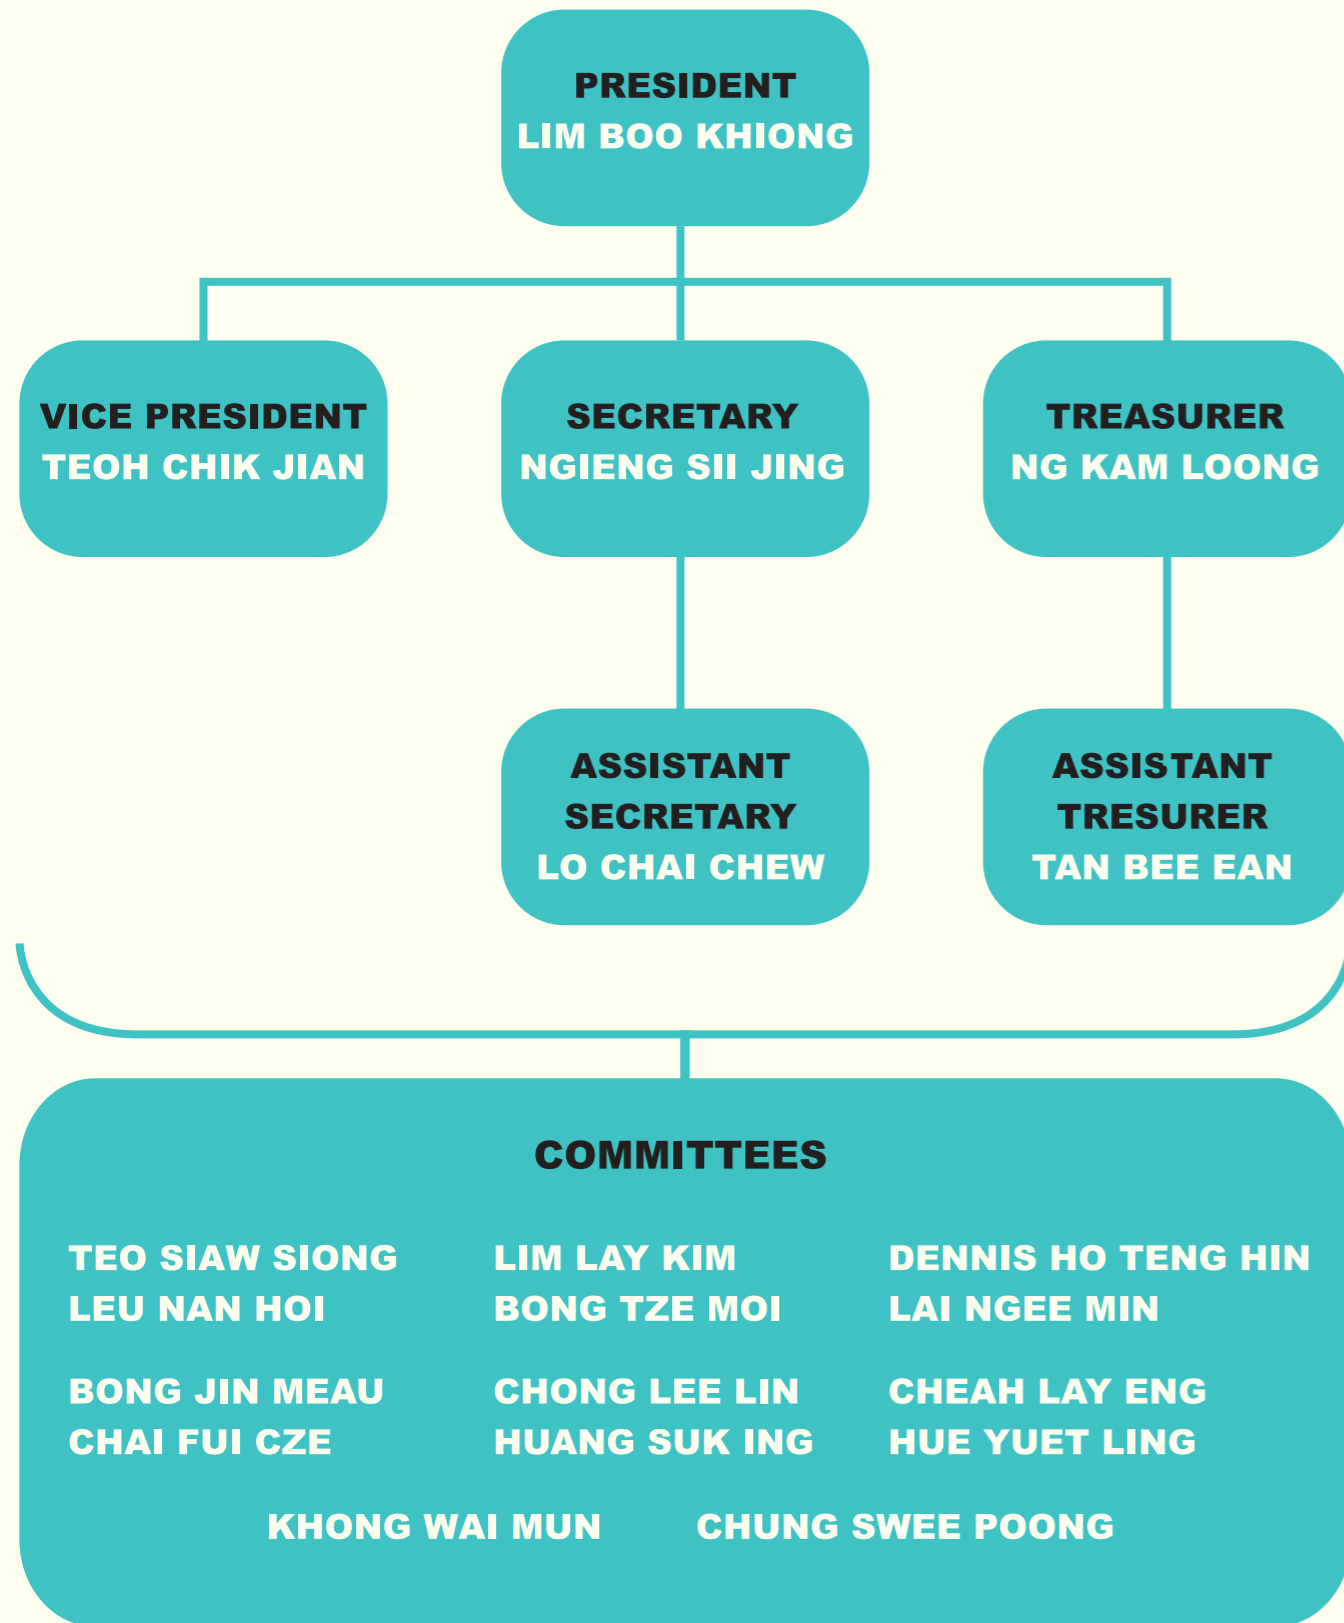 PRESIDENT
LIM BOO KHIONG
VICE PRESIDENT
TEOH CHIK JIAN
SECRETARY
NGIENG SII JING
TREASURER
NG KAM LOONG
ASSISTANT
SECRETARY
LO CHAI CHEW
ASSISTANT
TRESURER
TAN BEE EAN
COMMITTEES
TEO SIAW SIONG
LEU NAN HOI
LIM LAY KIM
BONG TZE MOI
DENNIS HO TENG HIN
LAI NGEE MIN
BONG JIN MEAU
CHAI FUI CZE
CHONG LEE LIN
HUANG SUK ING
CHEAH LAY ENG
HUE YUET LING
KHONG WAI MUN
CHUNG SWEE POONG